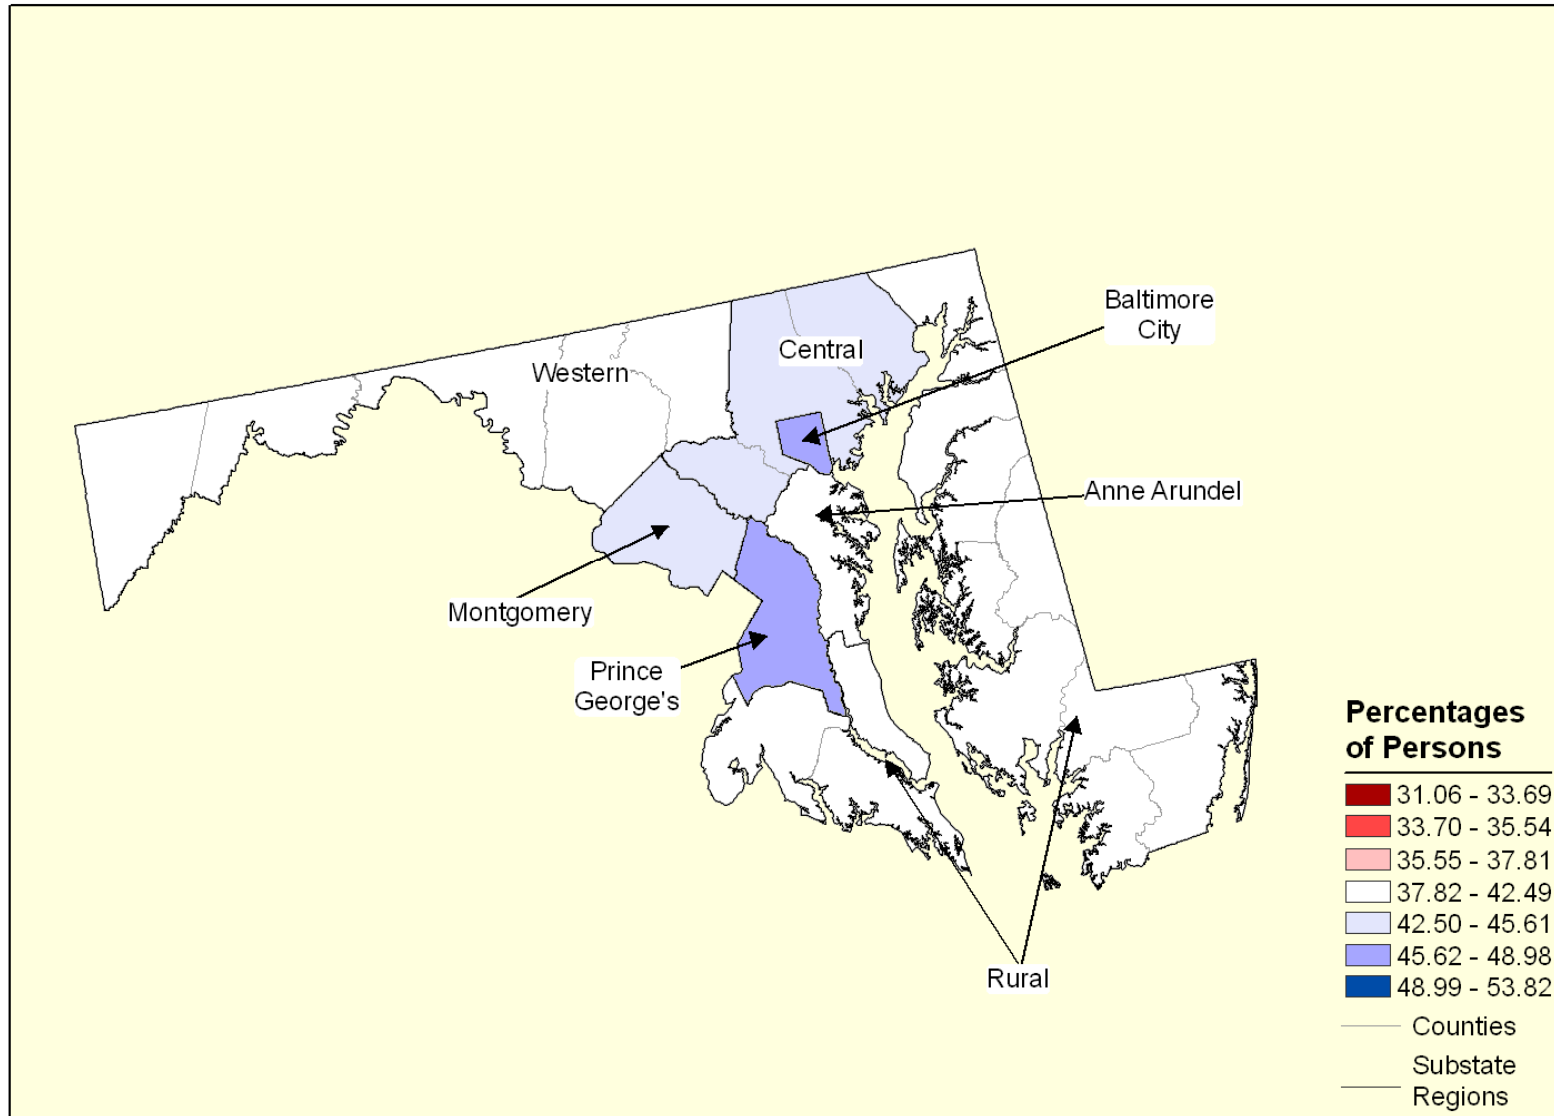 Baltimore
City
Central
Western
Anne Arundel
Montgomery
Prince
George's
Rural
Percentages
of Persons
31.06 - 33.69
33.70 - 35.54
35.55 - 37.81
37.82 - 42.49
42.50 - 45.61
45.62 - 48.98
48.99 - 53.82
Counties
Substate
Regions